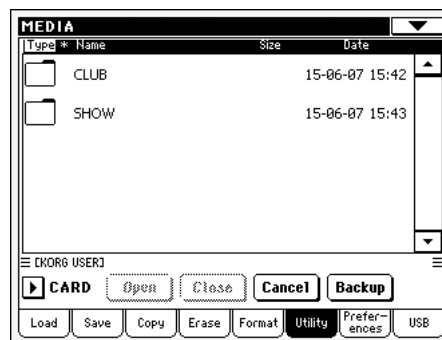 MEDIA
Type * Name Size Date
CLUB 15-06-07 15:42
SHOW 15-06-07 15:43
[KORG USER]
CARD Open Close Cancel Backup
Load Save Copy Erase Format Utility Prefer-
ences USB